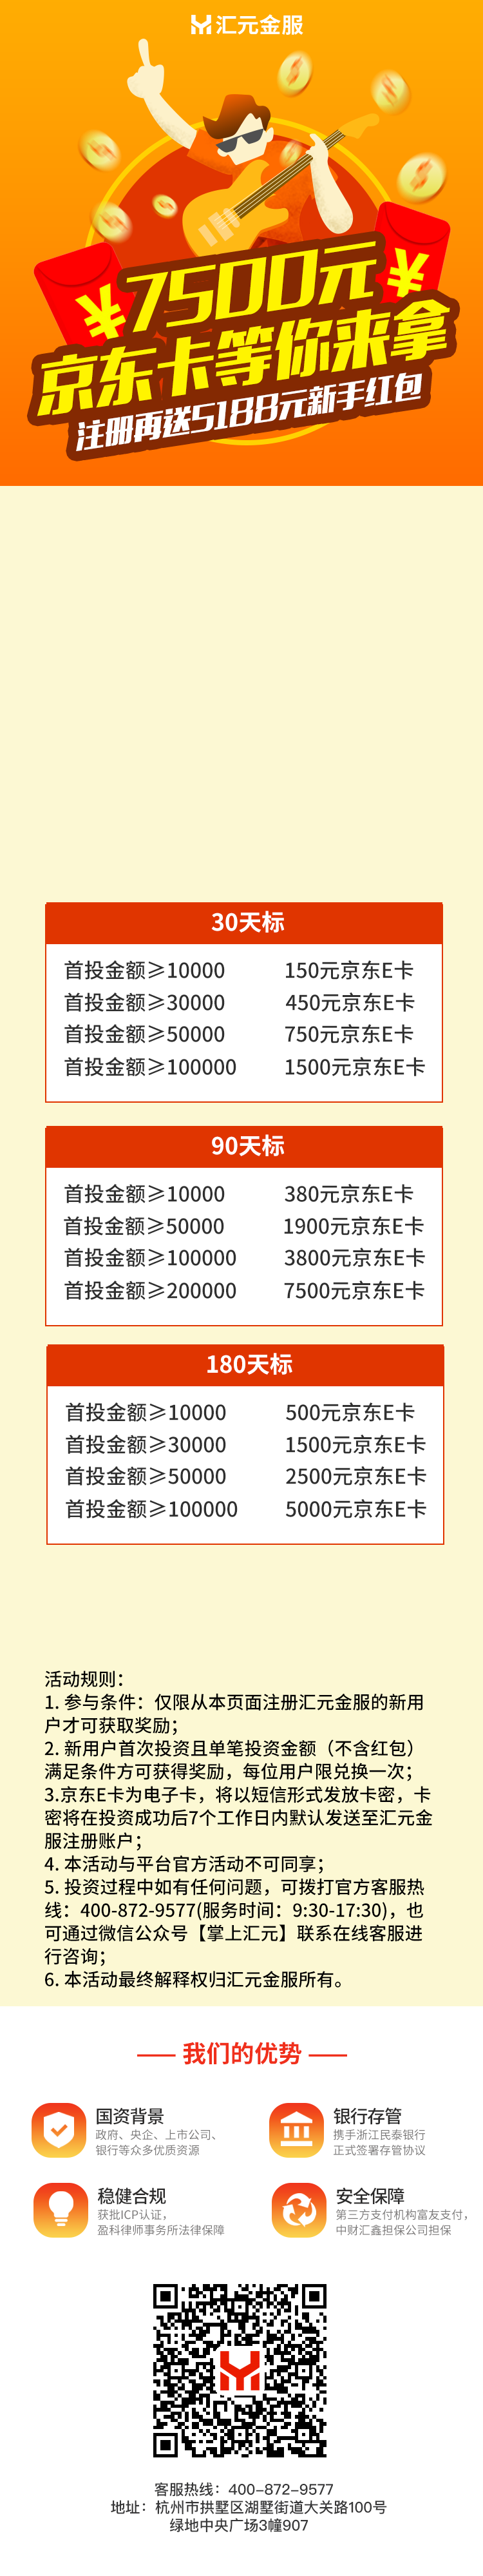 汇元金服
7500元
京东卡等你来拿
注册再送5188元新手红包
30天标
首投金额≥10000 150元京东E卡
首投金额≥30000 450元京东E卡
首投金额≥50000 750元京东E卡
首投金额≥100000 1500元京东E卡
90天标
首投金额≥10000 380元京东E卡
首投金额≥50000 1900元京东E卡
首投金额≥100000 3800元京东E卡
首投金额≥200000 7500元京东E卡
180天标
首投金额≥10000 500元京东E卡
首投金额≥30000 1500元京东E卡
首投金额≥50000 2500元京东E卡
首投金额≥100000 5000元京东E卡
活动规则：
1. 参与条件：仅限从本页面注册汇元金服的新用
户才可获取奖励；
2. 新用户首次投资且单笔投资金额（不含红包）
满足条件方可获得奖励，每位用户限兑换一次；
3.京东E卡为电子卡，将以短信形式发放卡密，卡
密将在投资成功后7个工作日内默认发送至汇元金
服注册账户；
4. 本活动与平台官方活动不可同享；
5. 投资过程中如有任何问题，可拨打官方客服热
线：400-872-9577(服务时间：9:30-17:30)，也
可通过微信公众号【掌上汇元】联系在线客服进
行咨询；
6. 本活动最终解释权归汇元金服所有。
我们的优势
国资背景
政府、央企、上市公司、
银行等众多优质资源
银行存管
携手浙江民泰银行
正式签署存管协议
稳健合规
获批ICP认证，
盈科律师事务所法律保障
安全保障
第三方支付机构富友支付，
中财汇鑫担保公司担保
客服热线：400-872-9577
地址：杭州市拱墅区湖墅街道大关路100号
绿地中央广场3幢907